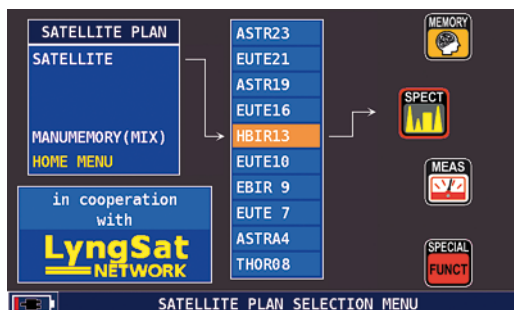 SATELLITE PLAN
SATELLITE
MANUMEMORY(MIX)
HOME MENU
in cooperation
with
LyngSat
NETWORK
ASTR23
EUTE21
ASTR19
EUTE16
HBIR13
EUTE10
EBIR 9
EUTE 7
ASTRA4
THOR08
MEMORY
SPECT
MEAS
SPECIAL
FUNCT
SATELLITE PLAN SELECTION MENU